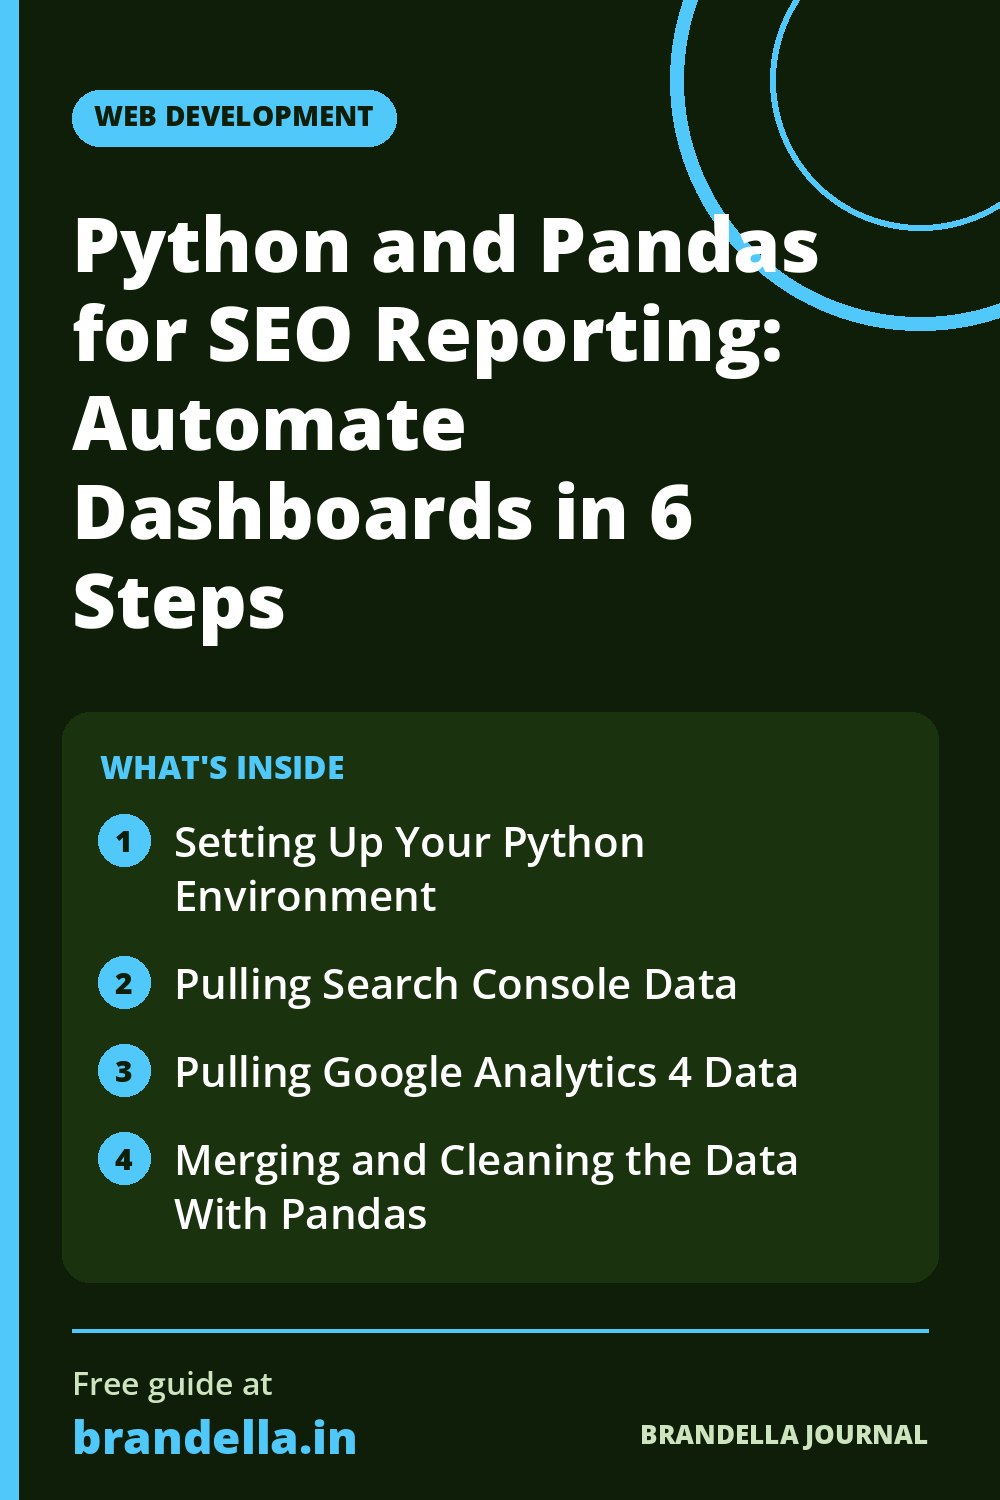 WEB DEVELOPMENT
Python and Pandas
for SEO Reporting:
Automate
Dashboards in 6
Steps
WHAT'S INSIDE
1 Setting Up Your Python
Environment
2 Pulling Search Console Data
3 Pulling Google Analytics 4 Data
4 Merging and Cleaning the Data
With Pandas
Free guide at
brandella.in
BRANDELLA JOURNAL